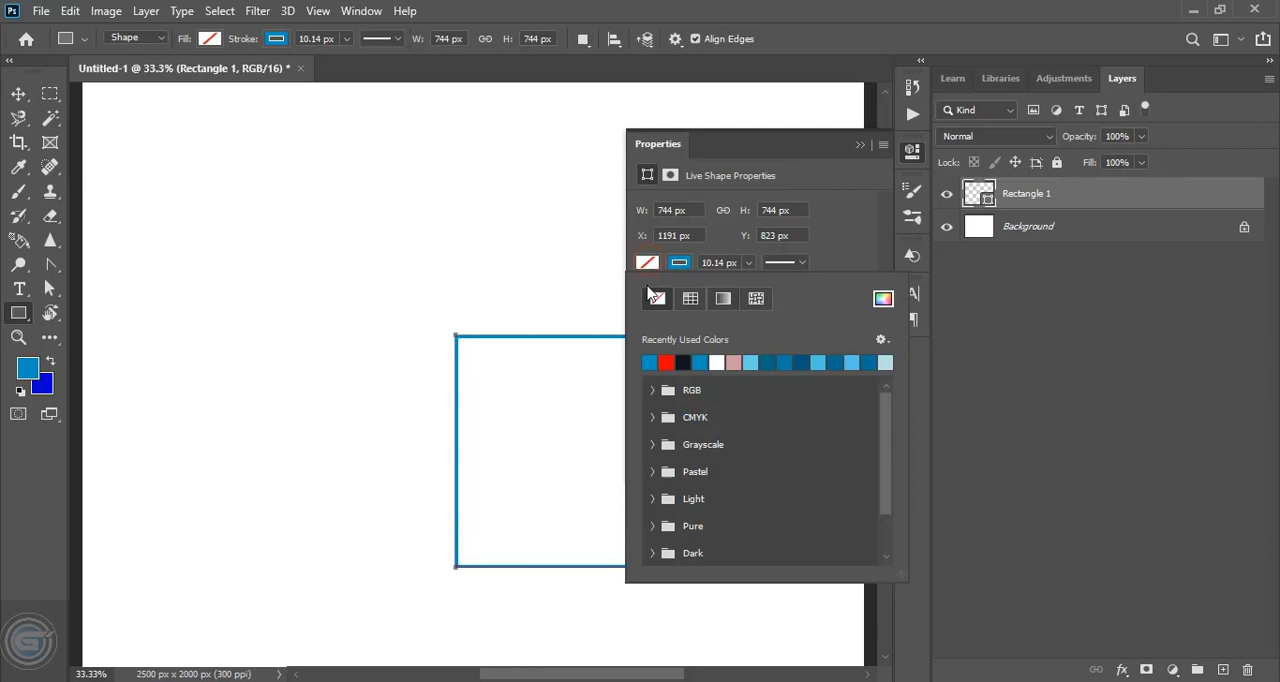 Ps File Edit Image Layer Type Select Filter 3D View Window Help
Shape Fill: Stroke: 10.14 px W: 744 px H: 744 px Align Edges
Untitled-1 @ 33.3% (Rectangle 1, RGB/16) *
Learn Libraries Adjustments Layers
Kind
Normal Opacity: 100%
Lock: Fill: 100%
Rectangle 1
Background
Properties
Live Shape Properties
W: 744 px H: 744 px
X: 1191 px Y: 823 px
10.14 px
Recently Used Colors
RGB
CMYK
Grayscale
Pastel
Light
Pure
Dark
33.33% 2500 px x 2000 px (300 ppi)